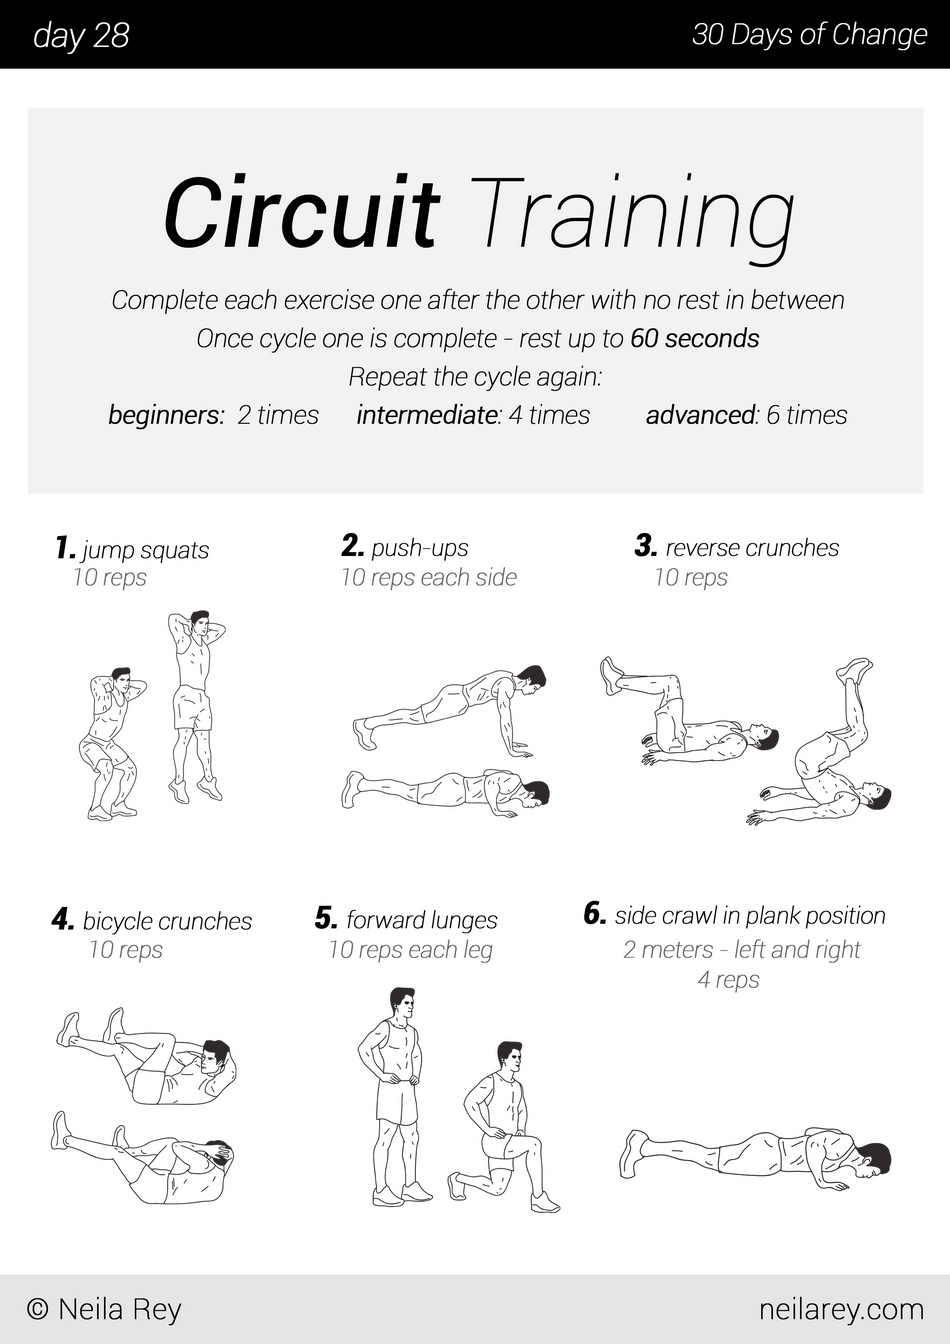 day 28
30 Days of Change
Circuit Training
Complete each exercise one after the other with no rest in between
Once cycle one is complete - rest up to 60 seconds
Repeat the cycle again:
beginners: 2 times intermediate: 4 times advanced: 6 times
1. jump squats
10 reps
2. push-ups
10 reps each side
3. reverse crunches
10 reps
4. bicycle crunches
10 reps
5. forward lunges
10 reps each leg
6. side crawl in plank position
2 meters - left and right
4 reps
© Neila Rey
neilarey.com